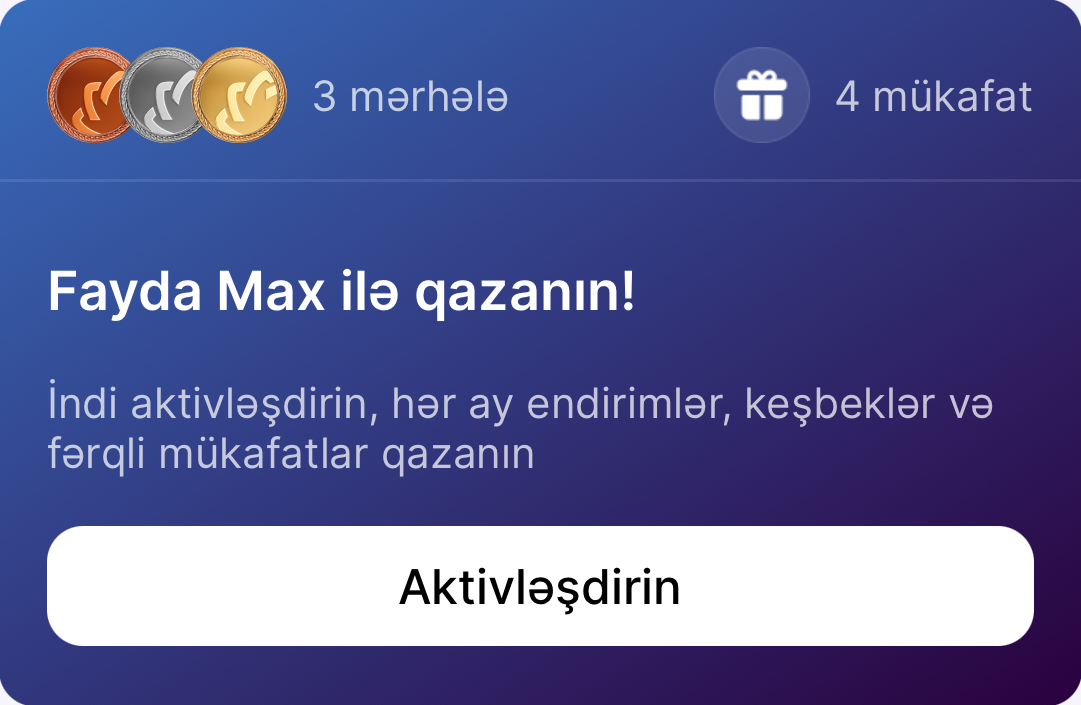 3 mərhələ
4 mükafat
Fayda Max ilə qazanın!
İndi aktivləşdirin, hər ay endirimlər, keşbeklər və
fərqli mükafatlar qazanın
Aktivləşdirin